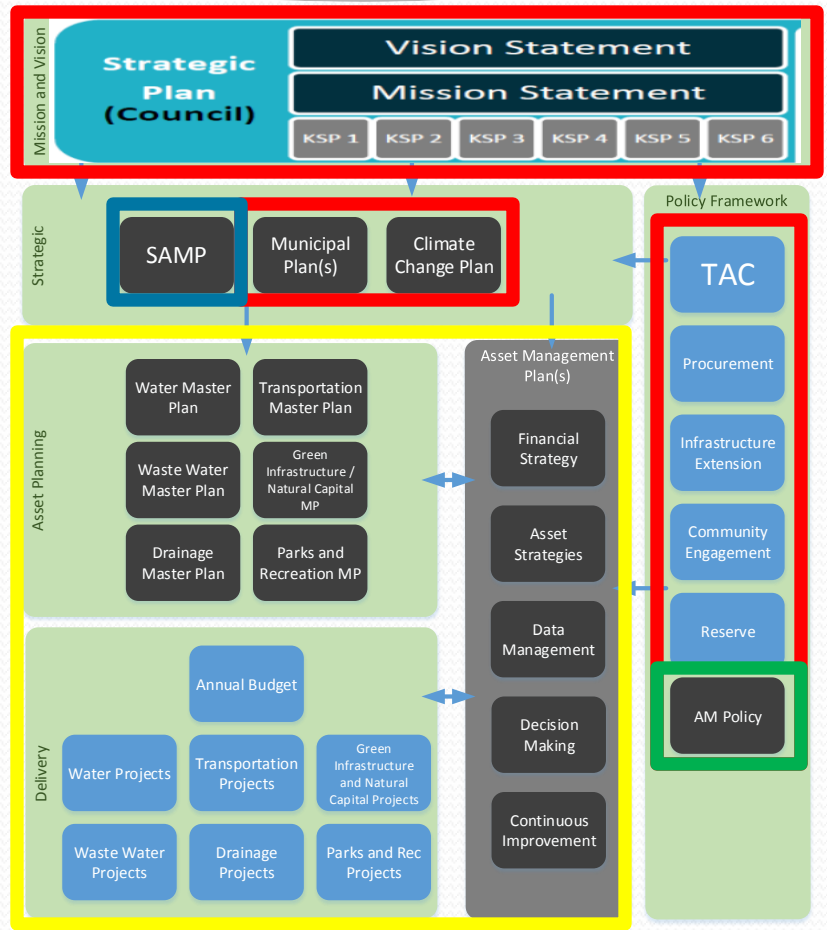 Mission and Vision
Strategic
Plan
(Council)
Vision Statement
Mission Statement
KSP 1
KSP 2
KSP 3
KSP 4
KSP 5
KSP 6
Strategic
SAMP
Municipal
Plan(s)
Climate
Change Plan
Policy Framework
TAC
Procurement
Infrastructure
Extension
Community
Engagement
Reserve
AM Policy
Asset Planning
Water Master
Plan
Transportation
Master Plan
Waste Water
Master Plan
Green
Infrastructure /
Natural Capital
MP
Drainage
Master Plan
Parks and
Recreation MP
Asset Management
Plan(s)
Financial
Strategy
Asset
Strategies
Data
Management
Decision
Making
Continuous
Improvement
Delivery
Annual Budget
Water Projects
Transportation
Projects
Green
Infrastructure
and Natural
Capital Projects
Waste Water
Projects
Drainage
Projects
Parks and Rec
Projects